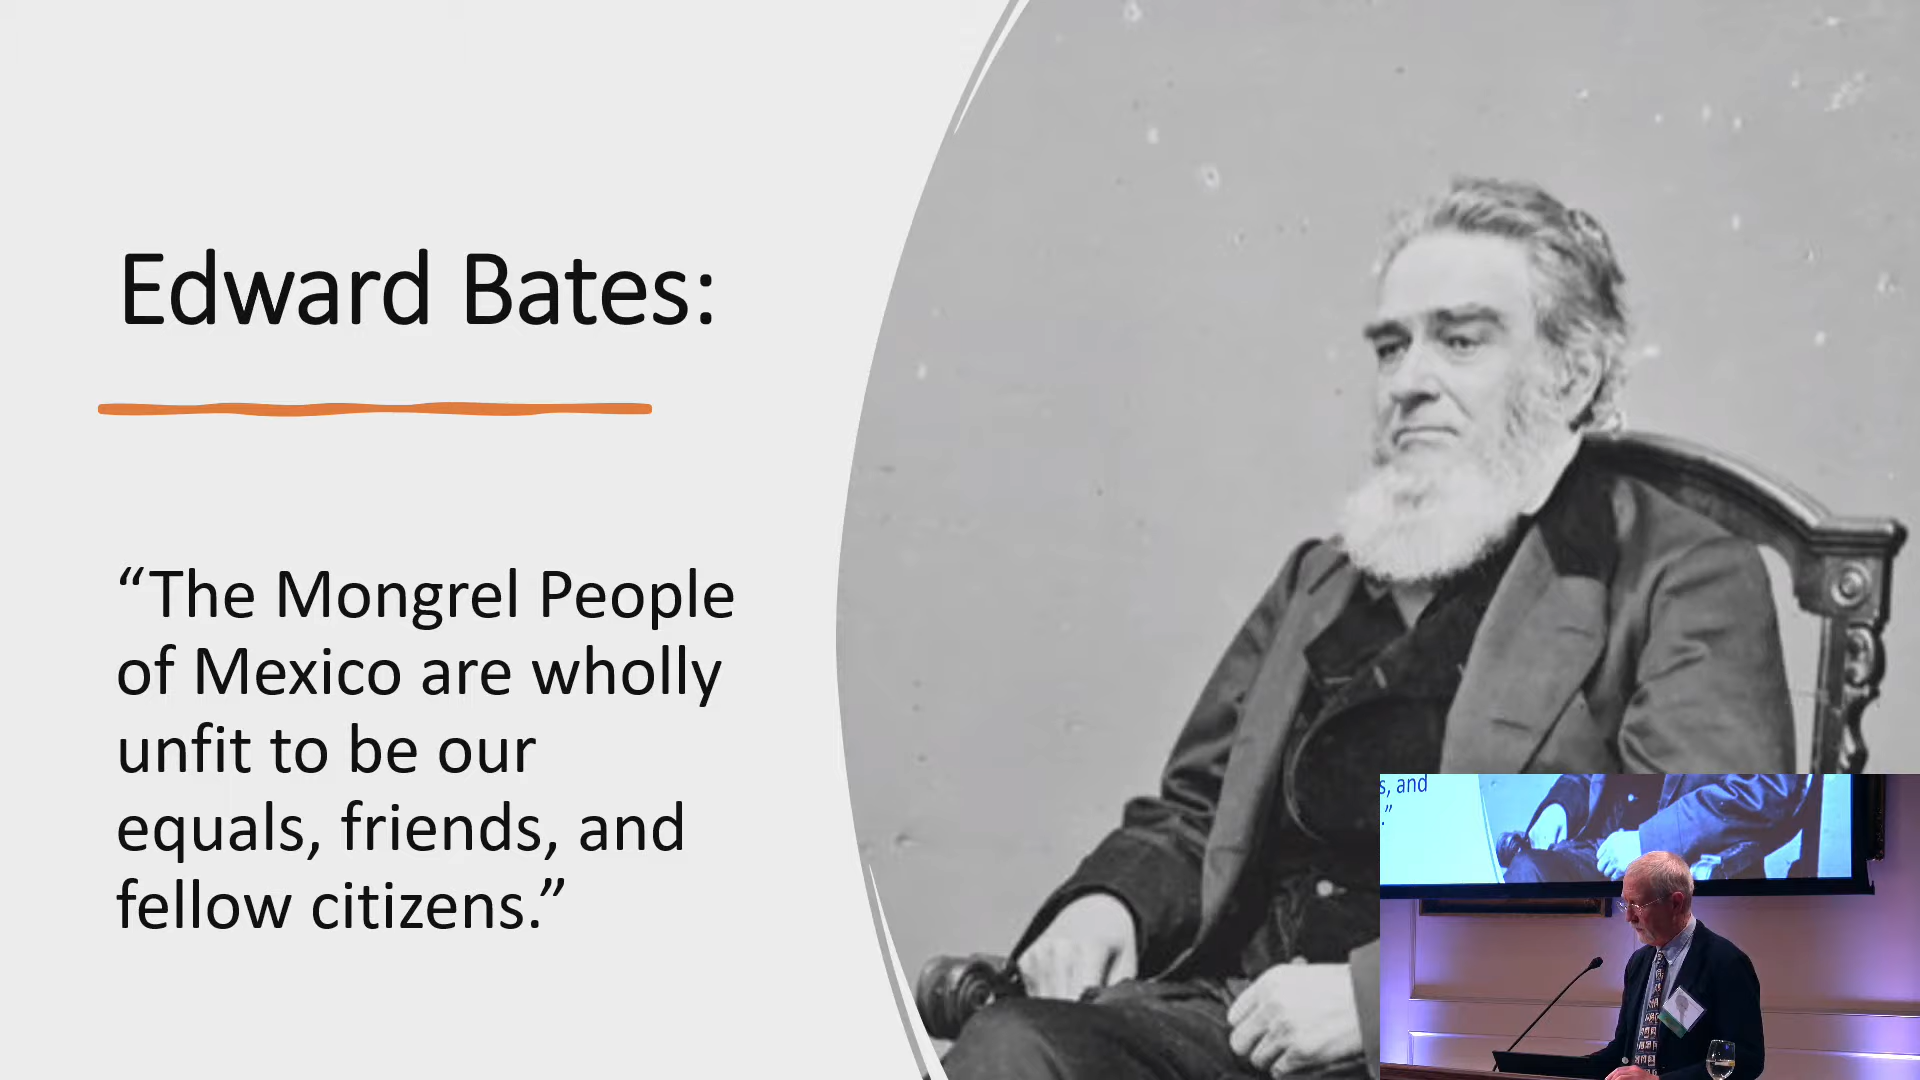 Edward Bates:
“The Mongrel People
of Mexico are wholly
unfit to be our
equals, friends, and
fellow citizens.”
s, and
.”